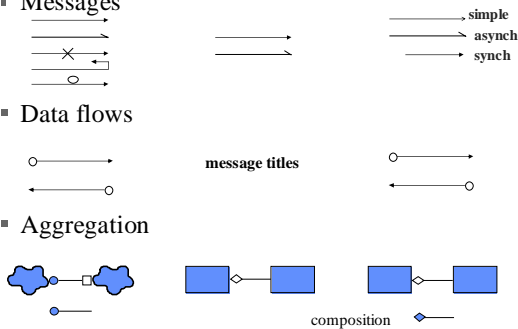 Messages
simple
asynch
synch
Data flows
message titles
Aggregation
composition